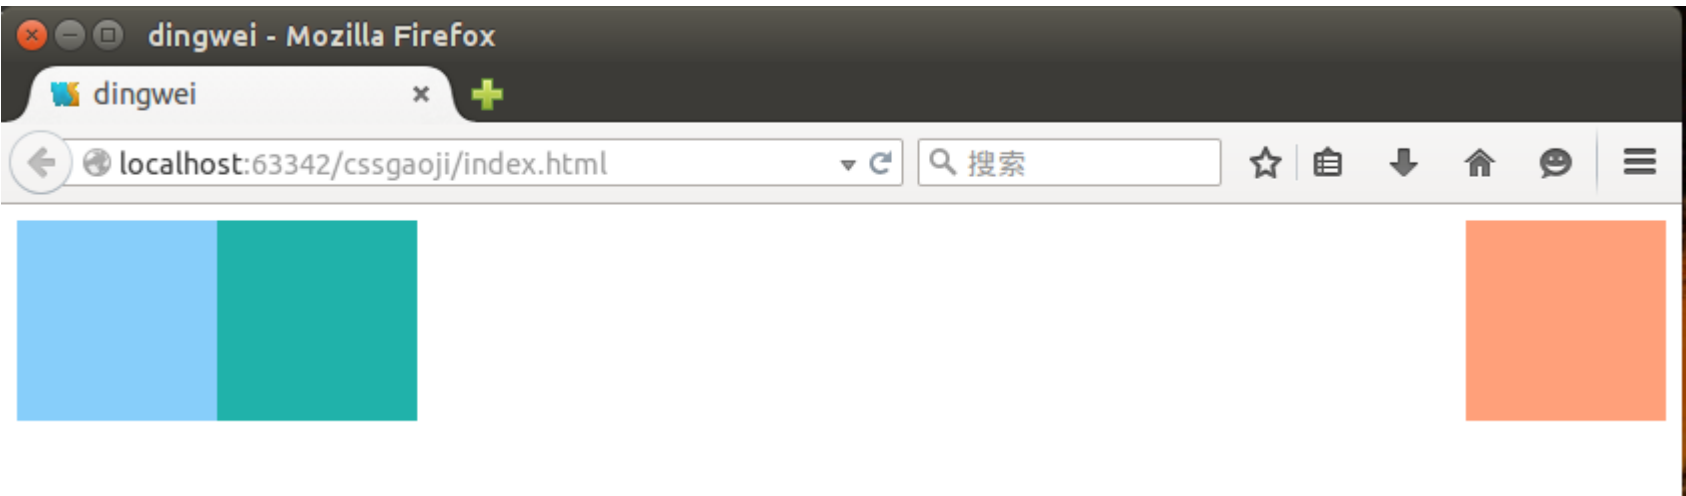 dingwei - Mozilla Firefox
dingwei
localhost:63342/cssgaoji/index.html
搜索